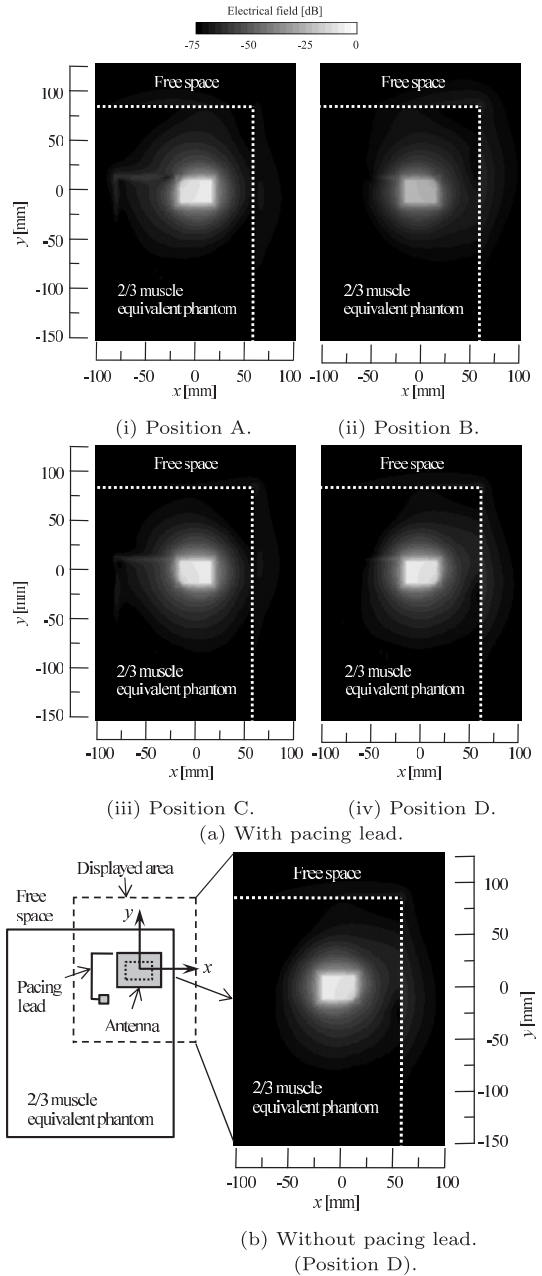 Electrical field [dB]
-75 -50 -25 0
Free space Free space
100
50
0
-50
-100
-150
y [mm]
2/3 muscle
equivalent phantom
2/3 muscle
equivalent phantom
-100 -50 0 50 100
x [mm]
-100 -50 0 50 100
x [mm]
(i) Position A. (ii) Position B.
Free space Free space
100
50
0
-50
-100
-150
y [mm]
2/3 muscle
equivalent phantom
2/3 muscle
equivalent phantom
-100 -50 0 50 100
x [mm]
-100 -50 0 50 100
x [mm]
(iii) Position C. (iv) Position D.
(a) With pacing lead.
Displayed area
Free
space
y
x
Pacing
lead
Antenna
2/3 muscle
equivalent phantom
Free space
2/3 muscle
equivalent phantom
100
50
0
-50
-100
-150
y [mm]
-100 -50 0 50 100
x [mm]
(b) Without pacing lead.
(Position D).